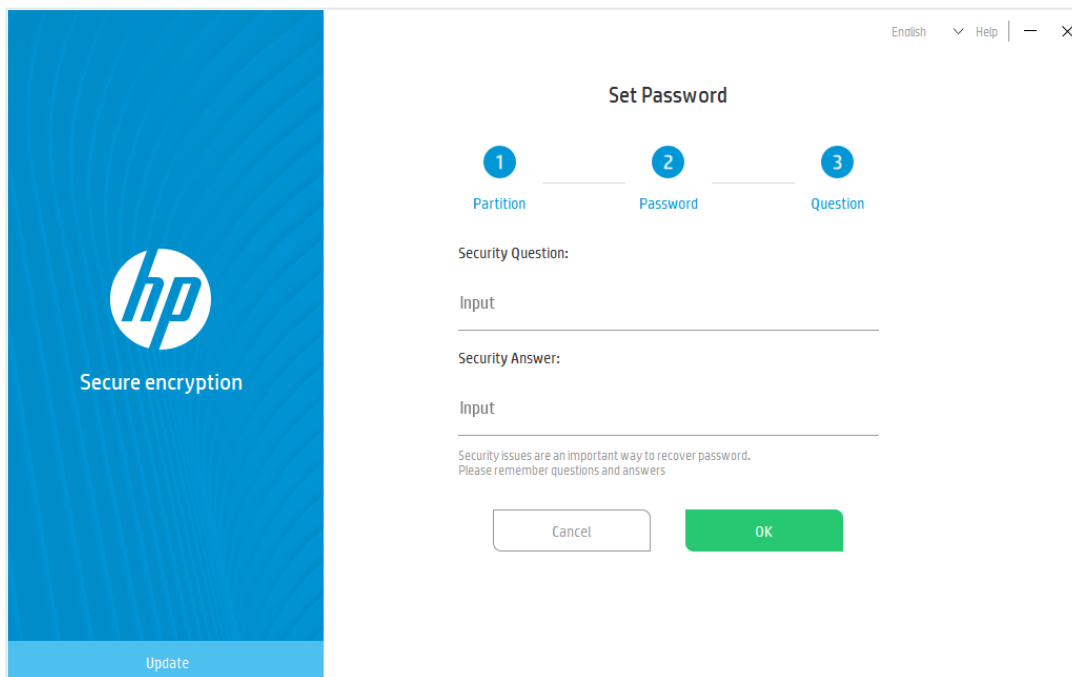 English Help
Set Password
1 2 3
Partition Password Question
Security Question:
Input
hp
Security Answer:
Secure encryption
Input
Security issues are an important way to recover password.
Please remember questions and answers
Cancel OK
Update